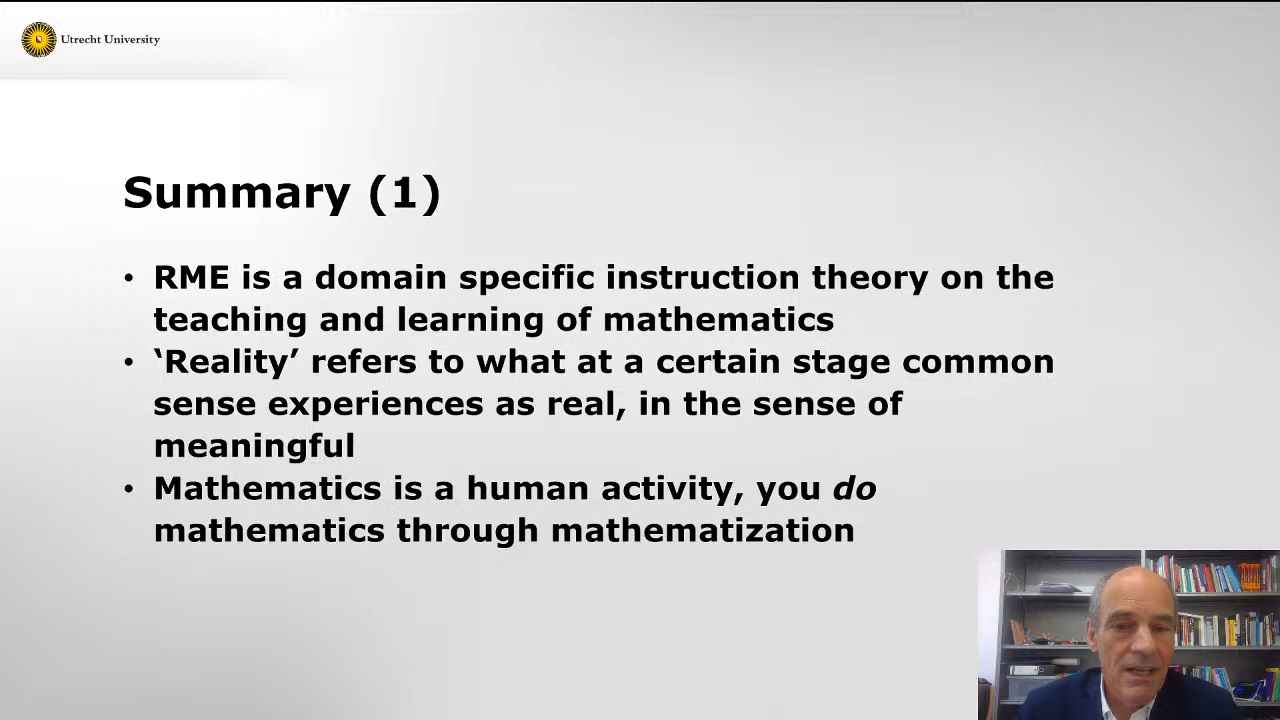 Utrecht University
Summary (1)
• RME is a domain specific instruction theory on the
teaching and learning of mathematics
• ‘Reality’ refers to what at a certain stage common
sense experiences as real, in the sense of
meaningful
• Mathematics is a human activity, you do
mathematics through mathematization